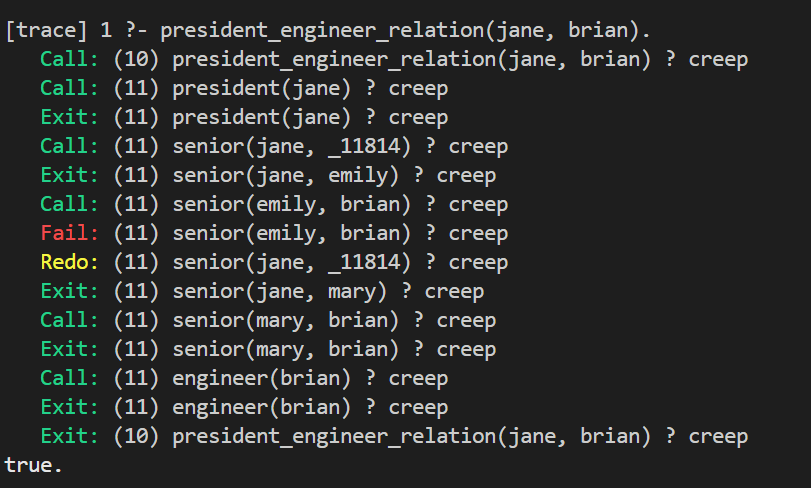 [trace] 1 ?- president_engineer_relation(jane, brian).
Call: (10) president_engineer_relation(jane, brian) ? creep
Call: (11) president(jane) ? creep
Exit: (11) president(jane) ? creep
Call: (11) senior(jane, _11814) ? creep
Exit: (11) senior(jane, emily) ? creep
Call: (11) senior(emily, brian) ? creep
Fail: (11) senior(emily, brian) ? creep
Redo: (11) senior(jane, _11814) ? creep
Exit: (11) senior(jane, mary) ? creep
Call: (11) senior(mary, brian) ? creep
Exit: (11) senior(mary, brian) ? creep
Call: (11) engineer(brian) ? creep
Exit: (11) engineer(brian) ? creep
Exit: (10) president_engineer_relation(jane, brian) ? creep
true.